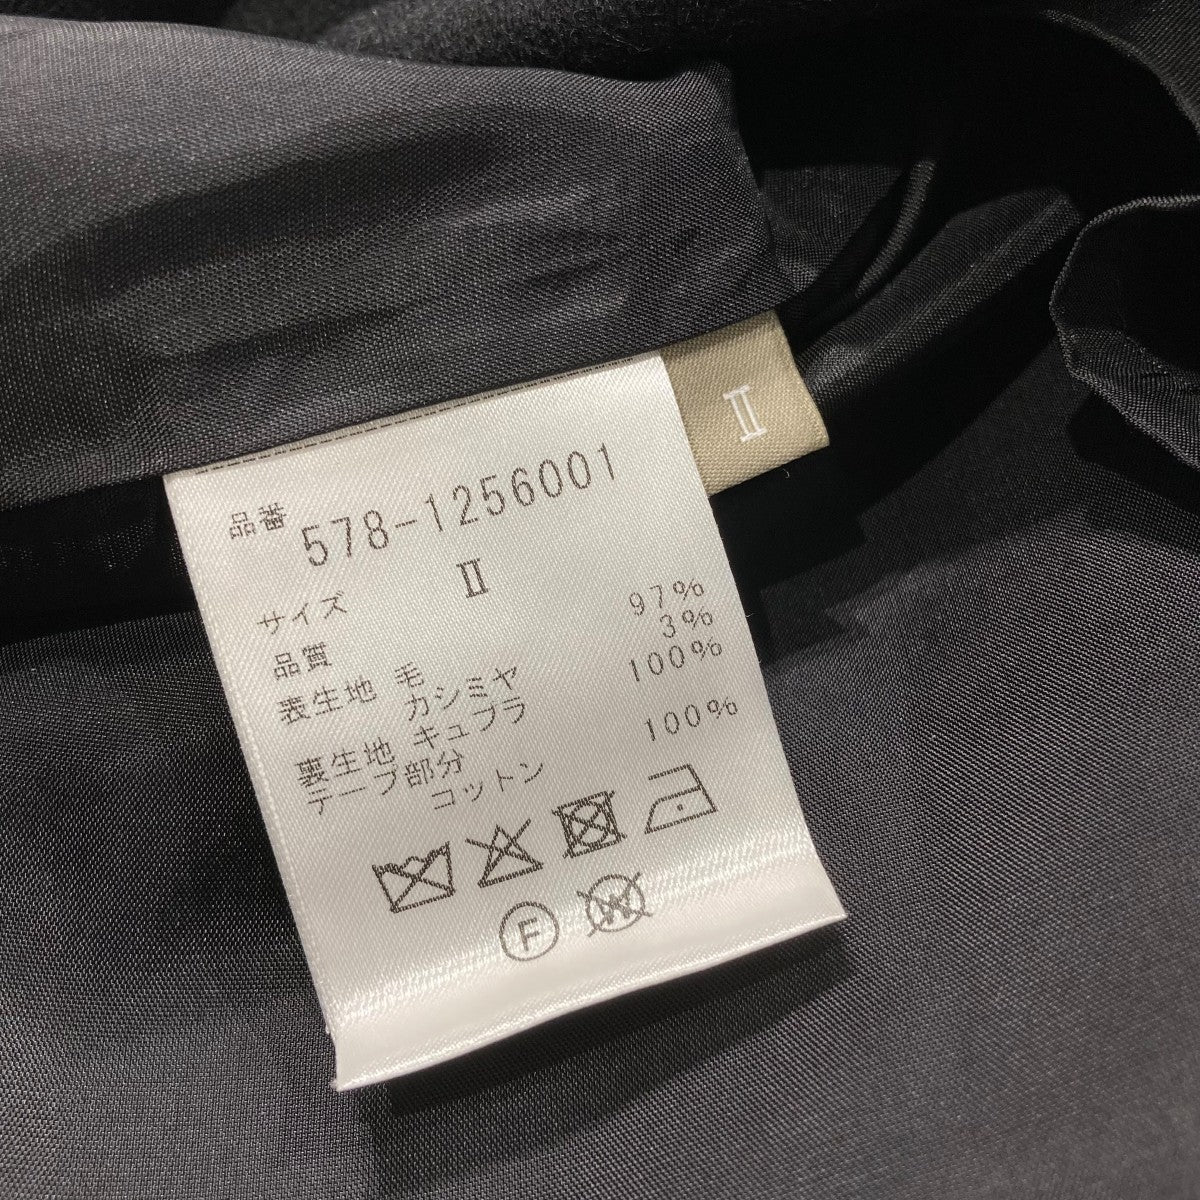 Ⅱ
品番 578-1256001
サイズ Ⅱ
品質
表生地 毛 97%
カシミヤ 3%
裏生地 キュプラ 100%
テープ部分
コットン 100%
F W